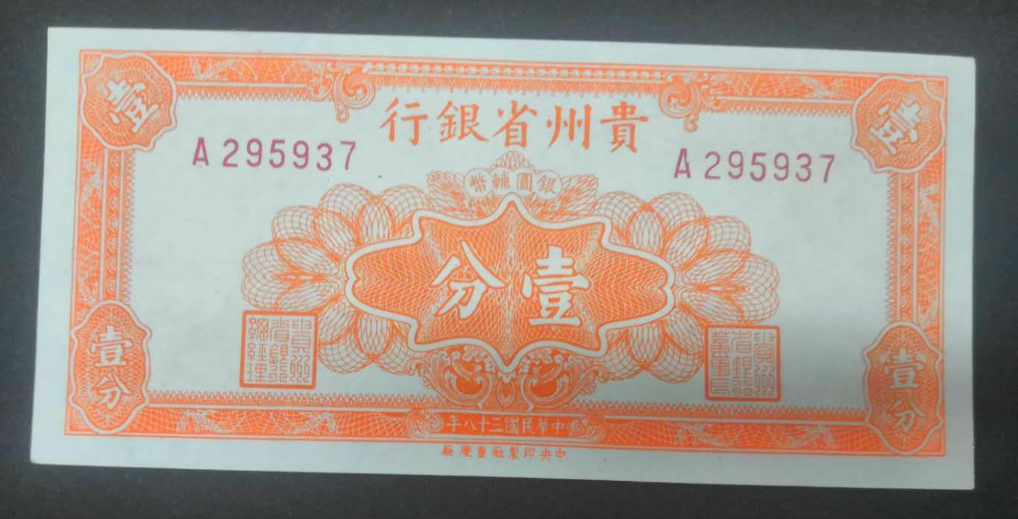 壹
壹
貴州省銀行
A295937
A295937
銀圓輔幣
壹分
貴州省銀行總經理
貴州省銀行董事長
壹分
壹分
中華民國三十八年
中央印製廠重慶廠